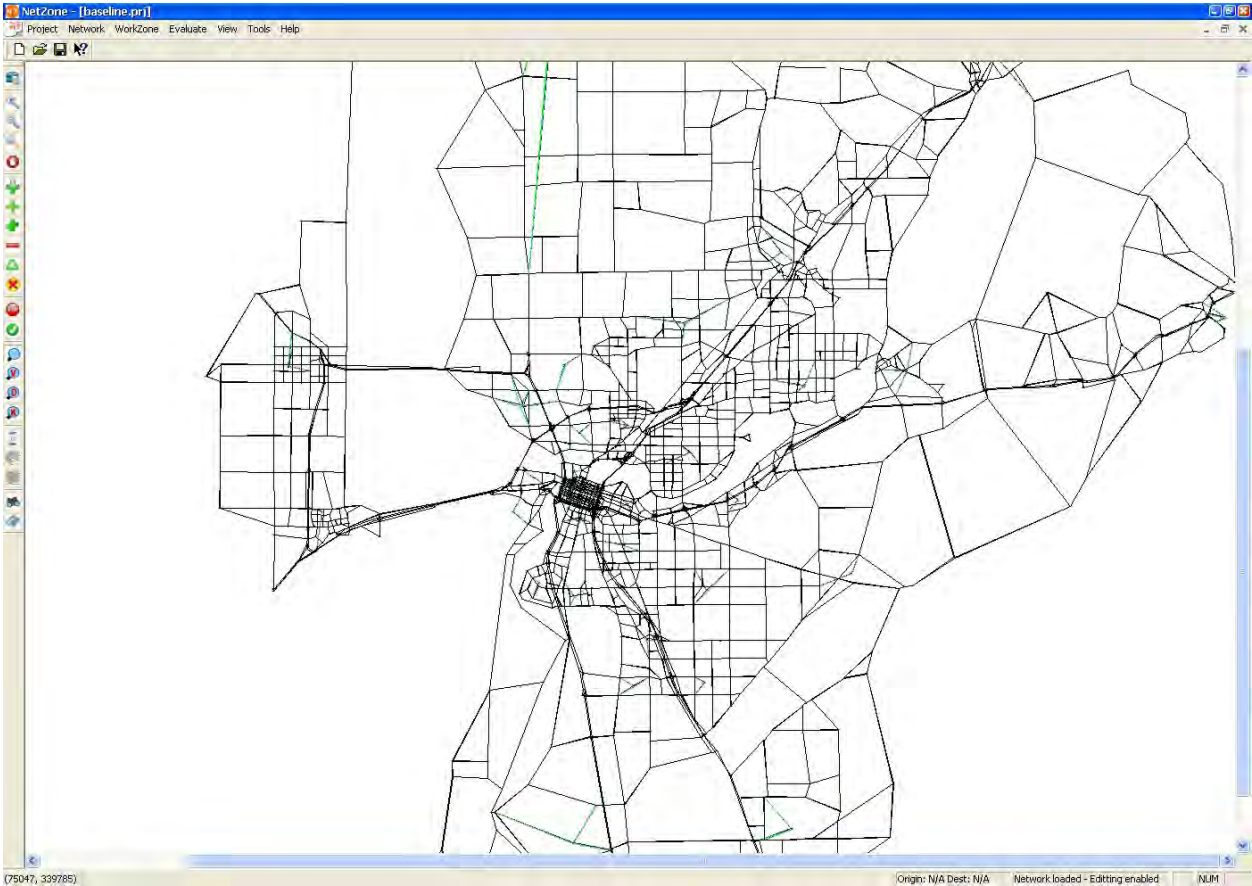 NetZone - [baseline.prj]
Project Network WorkZone Evaluate View Tools Help
(75047, 339785)
Origin: N/A Dest: N/A Network loaded - Editting enabled NUM